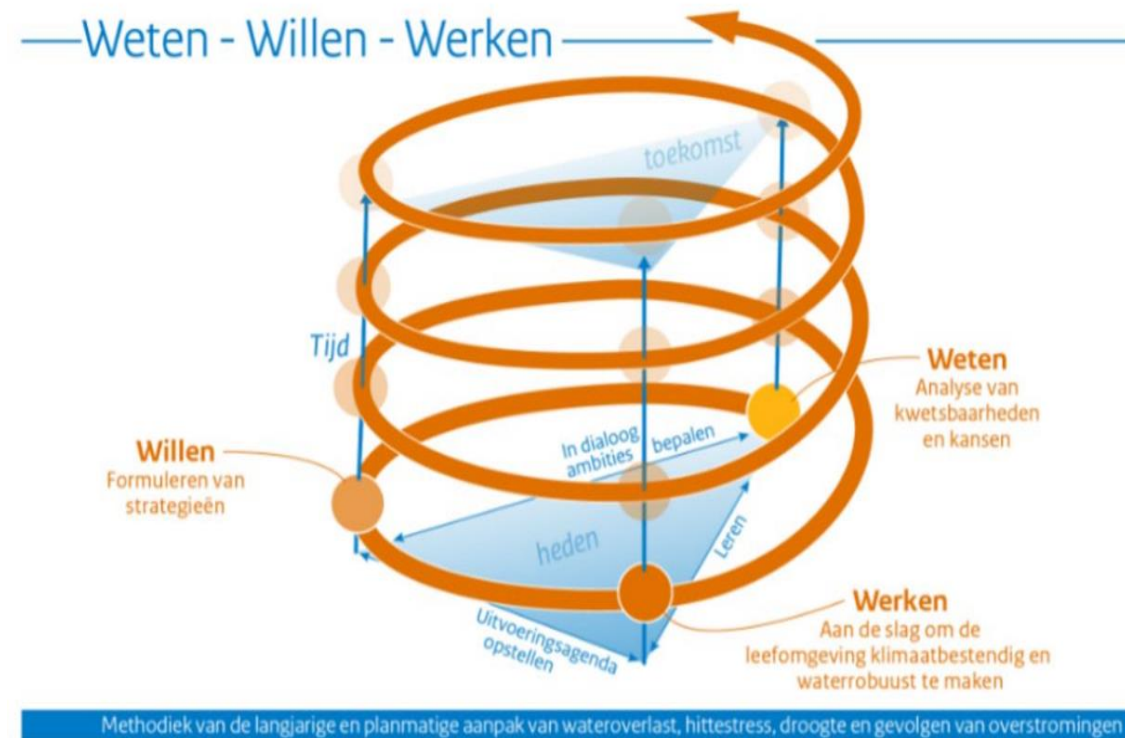 Weten - Willen - Werken
toekomst
Tijd
Weten
Analyse van
kwetsbaarheden
en kansen
In dialoog
ambities
bepalen
Willen
Formuleren van
strategieën
heden
Leren
Werken
Aan de slag om de
leefomgeving klimaatbestendig en
waterrobuust te maken
Uitvoeringsagenda
opstellen
Methodiek van de langjarige en planmatige aanpak van wateroverlast, hittestress, droogte en gevolgen van overstromingen